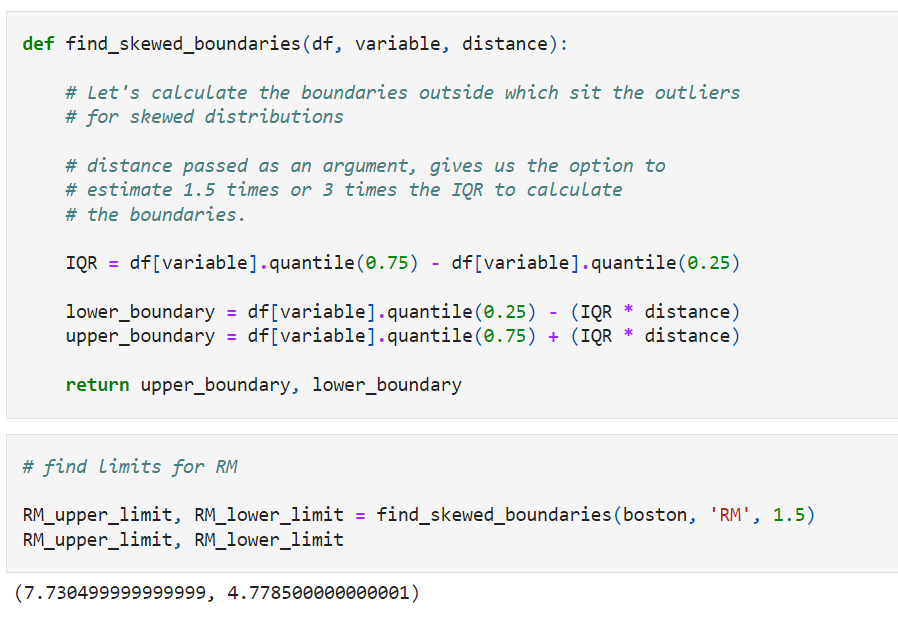 def find_skewed_boundaries(df, variable, distance):
# Let's calculate the boundaries outside which sit the outliers
# for skewed distributions
# distance passed as an argument, gives us the option to
# estimate 1.5 times or 3 times the IQR to calculate
# the boundaries.
IQR = df[variable].quantile(0.75) - df[variable].quantile(0.25)
lower_boundary = df[variable].quantile(0.25) - (IQR * distance)
upper_boundary = df[variable].quantile(0.75) + (IQR * distance)
return upper_boundary, lower_boundary
# find limits for RM
RM_upper_limit, RM_lower_limit = find_skewed_boundaries(boston, 'RM', 1.5)
RM_upper_limit, RM_lower_limit
(7.730499999999999, 4.778500000000001)